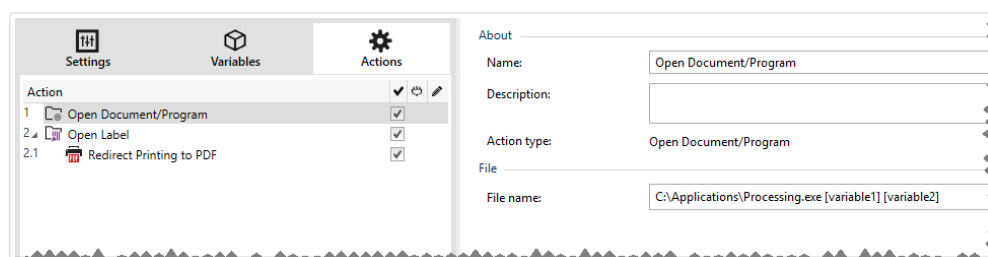 Settings Variables Actions
Action
1 Open Document/Program
2 Open Label
2.1 Redirect Printing to PDF
About
Name: Open Document/Program
Description:
Action type: Open Document/Program
File
File name: C:\Applications\Processing.exe [variable1] [variable2]